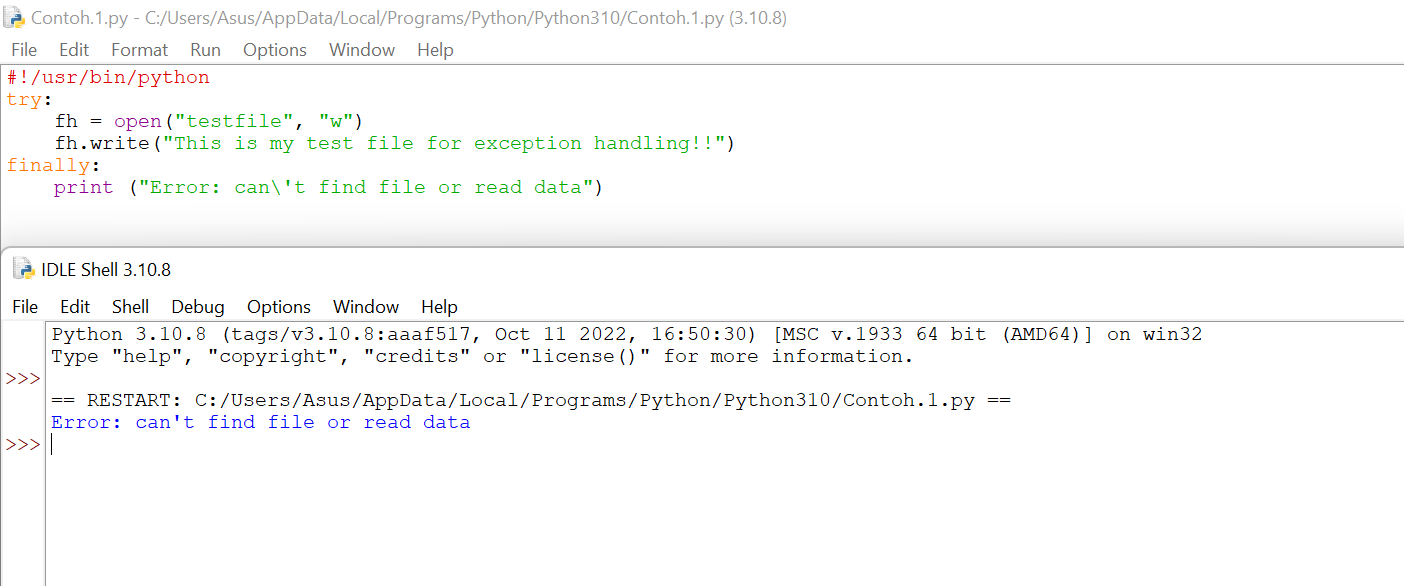 Contoh.1.py - C:/Users/Asus/AppData/Local/Programs/Python/Python310/Contoh.1.py (3.10.8)
File Edit Format Run Options Window Help
#!/usr/bin/python
try:
    fh = open("testfile", "w")
    fh.write("This is my test file for exception handling!!")
finally:
    print ("Error: can\'t find file or read data")
IDLE Shell 3.10.8
File Edit Shell Debug Options Window Help
Python 3.10.8 (tags/v3.10.8:aaaf517, Oct 11 2022, 16:50:30) [MSC v.1933 64 bit (AMD64)] on win32
Type "help", "copyright", "credits" or "license()" for more information.
>>>
== RESTART: C:/Users/Asus/AppData/Local/Programs/Python/Python310/Contoh.1.py ==
Error: can't find file or read data
>>>